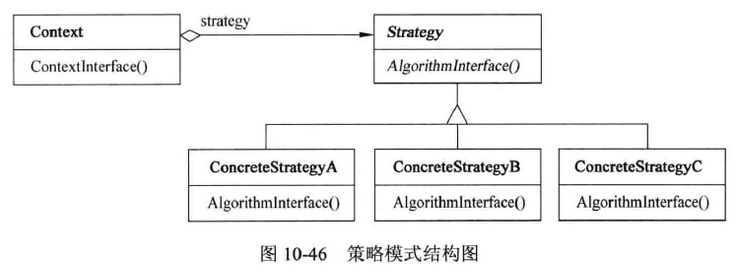 strategy
Context
Strategy
ContextInterface()
AlgorithmInterface()
ConcreteStrategyA
ConcreteStrategyB
ConcreteStrategyC
AlgorithmInterface()
AlgorithmInterface()
AlgorithmInterface()
图 10-46 策略模式结构图